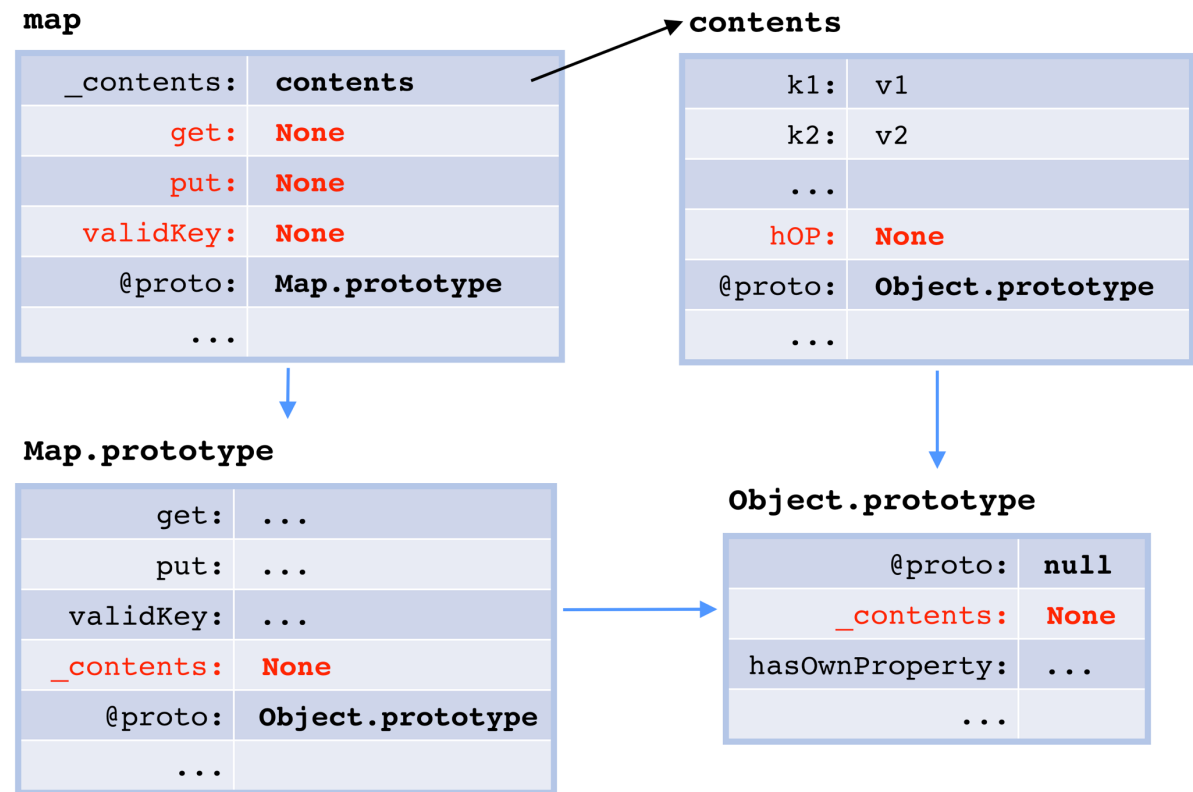 map
_contents: contents
get: None
put: None
validKey: None
@proto: Map.prototype
...
contents
k1: v1
k2: v2
...
hOP: None
@proto: Object.prototype
...
Map.prototype
get: ...
put: ...
validKey: ...
_contents: None
@proto: Object.prototype
...
Object.prototype
@proto: null
_contents: None
hasOwnProperty: ...
...